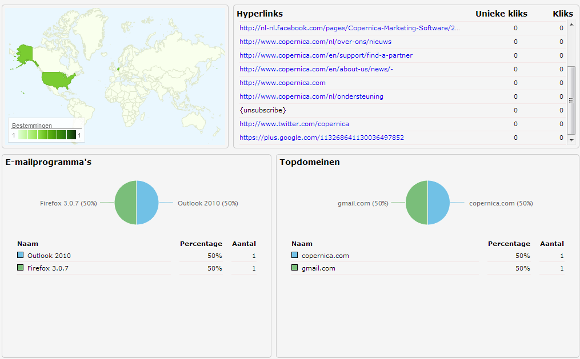 Bestemmingen
1 1
Hyperlinks Unieke kliks Kliks
http://nl-nl.facebook.com/pages/Copernica-Marketing-Software/2... 0 0
http://www.copernica.com/nl/over-ons/nieuws 0 0
http://www.copernica.com/en/support/find-a-partner 0 0
http://www.copernica.com/en/about-us/news/- 0 0
http://www.copernica.com 0 0
http://www.copernica.com/nl/ondersteuning 0 0
{unsubscribe} 0 0
http://www.twitter.com/copernica 0 0
https://plus.google.com/113268641130036497852 0 0
E-mailprogramma's
Firefox 3.0.7 (50%) Outlook 2010 (50%)
Naam Percentage Aantal
Outlook 2010 50% 1
Firefox 3.0.7 50% 1
Topdomeinen
gmail.com (50%) copernica.com (50%)
Naam Percentage Aantal
copernica.com 50% 1
gmail.com 50% 1